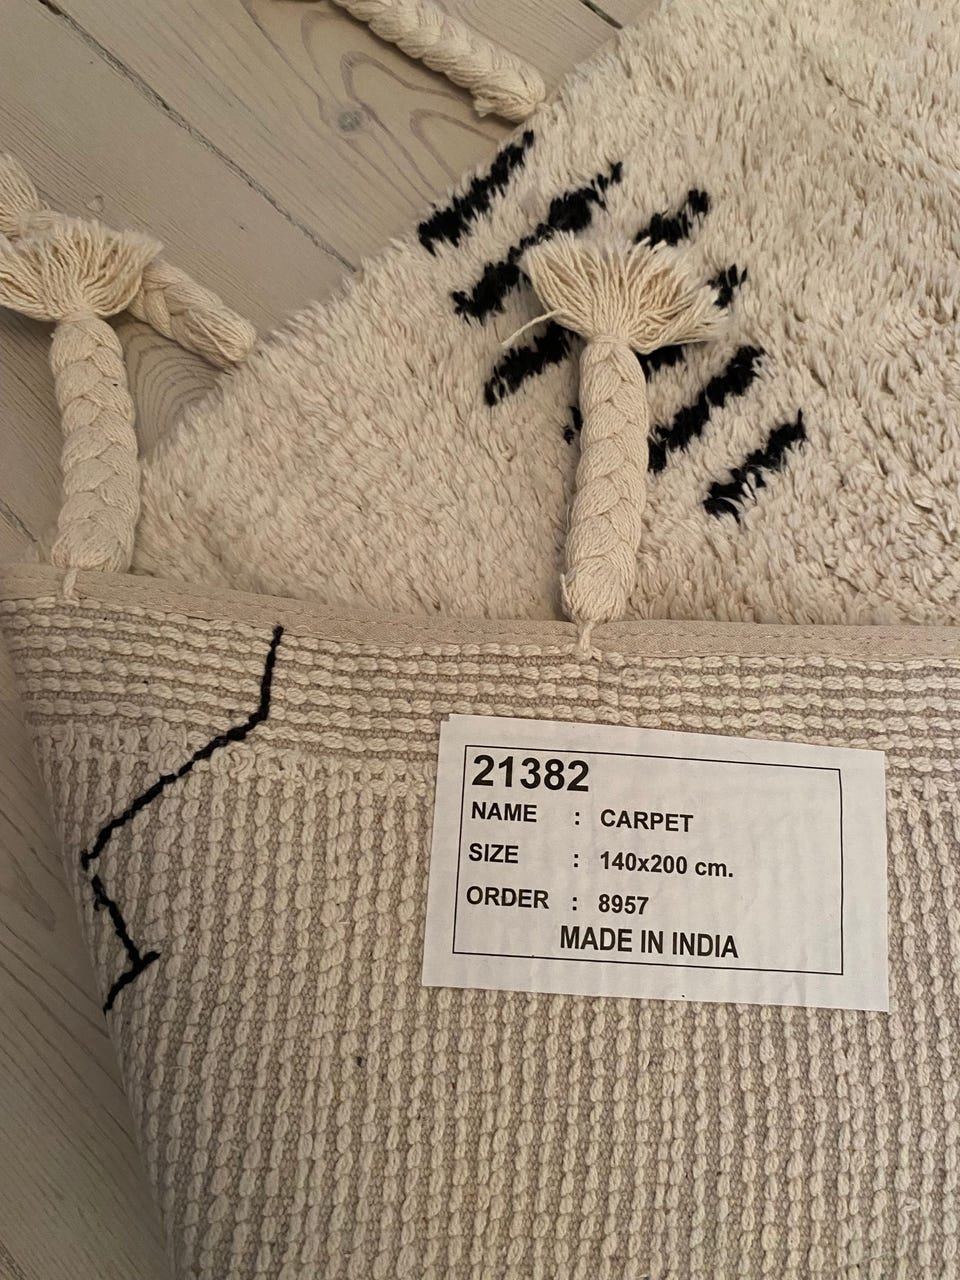 21382
NAME : CARPET
SIZE : 140x200 cm.
ORDER : 8957
MADE IN INDIA